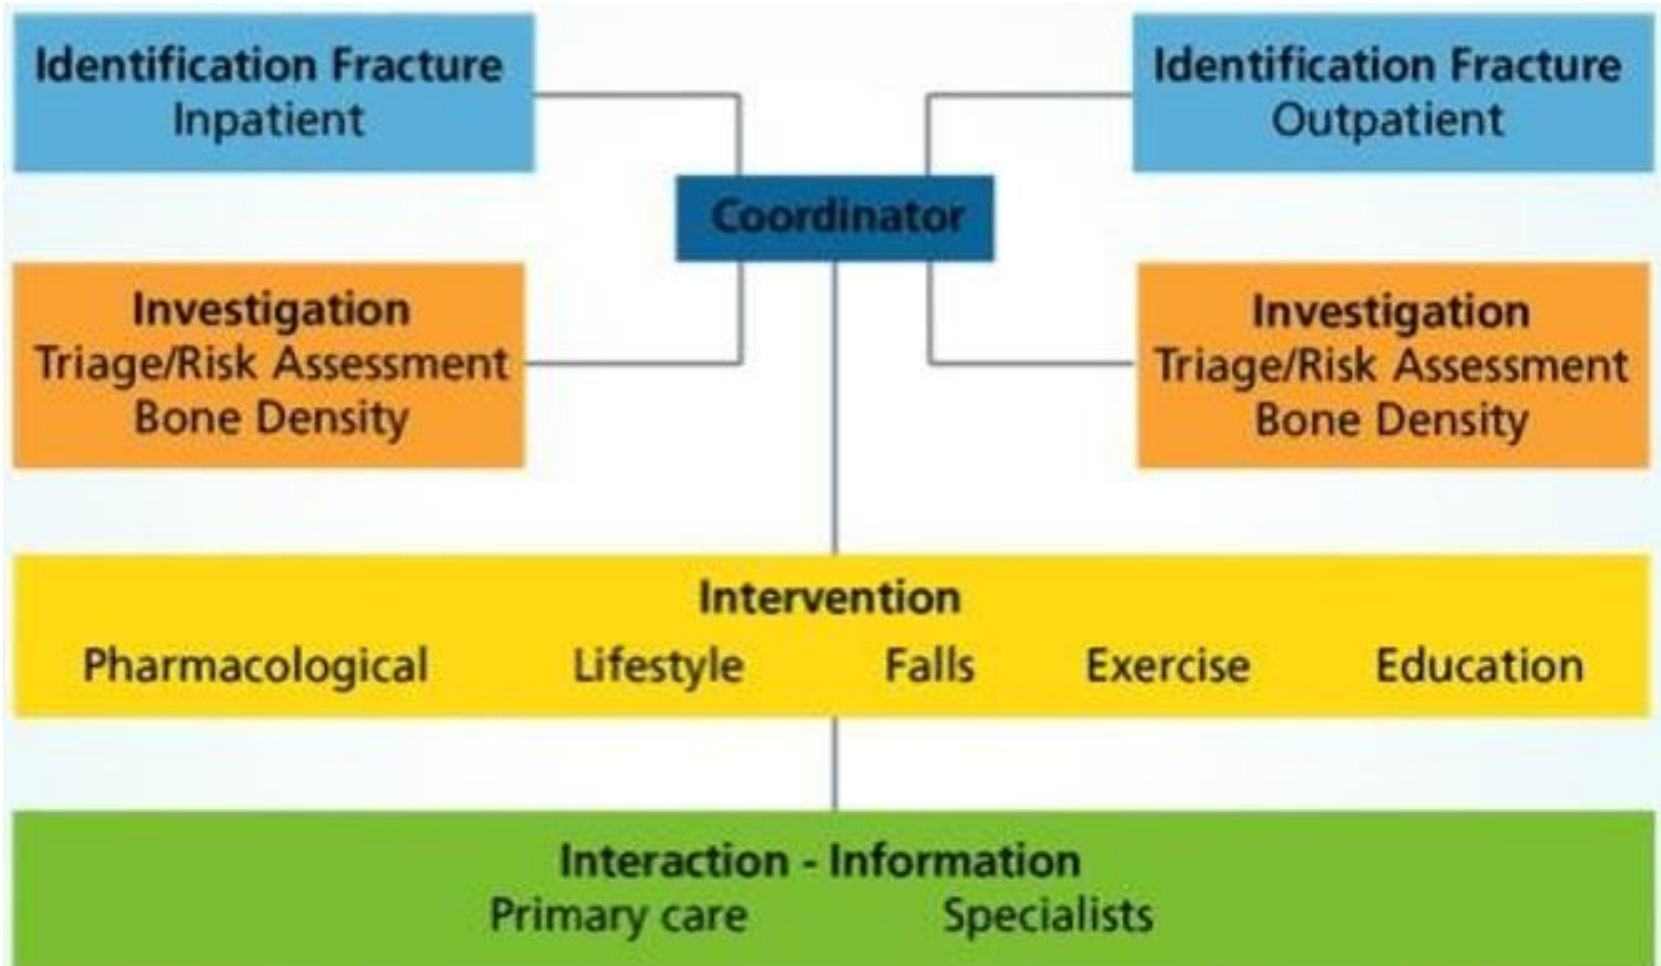 Identification Fracture
Inpatient
Identification Fracture
Outpatient
Coordinator
Investigation
Triage/Risk Assessment
Bone Density
Investigation
Triage/Risk Assessment
Bone Density
Intervention
Pharmacological Lifestyle Falls Exercise Education
Interaction - Information
Primary care Specialists